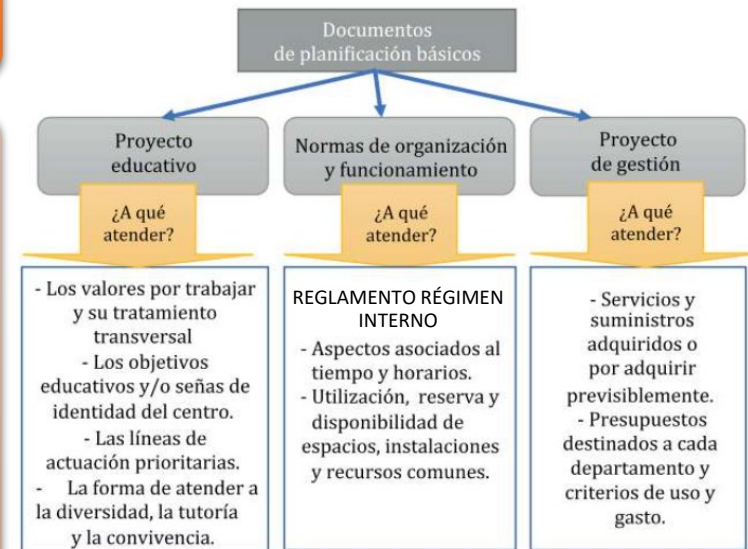 Documentos
de planificación básicos
Proyecto
educativo
Normas de organización
y funcionamiento
Proyecto
de gestión
¿A qué
atender?
¿A qué
atender?
¿A qué
atender?
- Los valores por trabajar
y su tratamiento
transversal
- Los objetivos
educativos y/o señas de
identidad del centro.
- Las líneas de
actuación prioritarias.
- La forma de atender a
la diversidad, la tutoría
y la convivencia.
REGLAMENTO RÉGIMEN
INTERNO
- Aspectos asociados al
tiempo y horarios.
- Utilización, reserva y
disponibilidad de
espacios, instalaciones
y recursos comunes.
- Servicios y
suministros
adquiridos o
por adquirir
previsiblemente.
- Presupuestos
destinados a cada
departamento y
criterios de uso y
gasto.